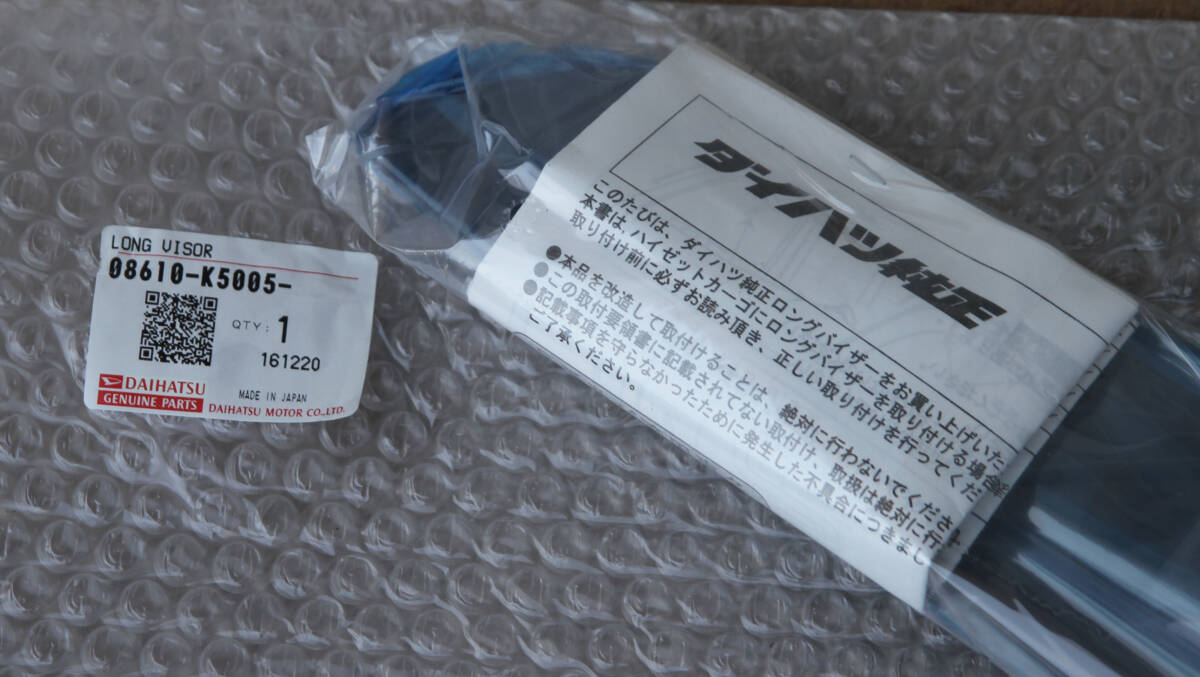 LONG VISOR
08610-K5005-
QTY: 1
161220
DAIHATSU
GENUINE PARTS
MADE IN JAPAN
DAIHATSU MOTOR CO.,LTD.
ダイハツ純正
このたびは、ダイハツ純正ロングバイザーをお買い上げいた
本書は、ハイゼットカーゴにロングバイザーを取り付ける場合
取り付け前に必ずお読み頂き、正しい取り付けを行ってくだ
●本品を改造して取付けることは、絶対に行わないでくださ
●この取付要領書に記載されてない取付け、取扱は絶対に行
●記載事項を守らなかったために発生した不具合につきまし
ご了承ください。